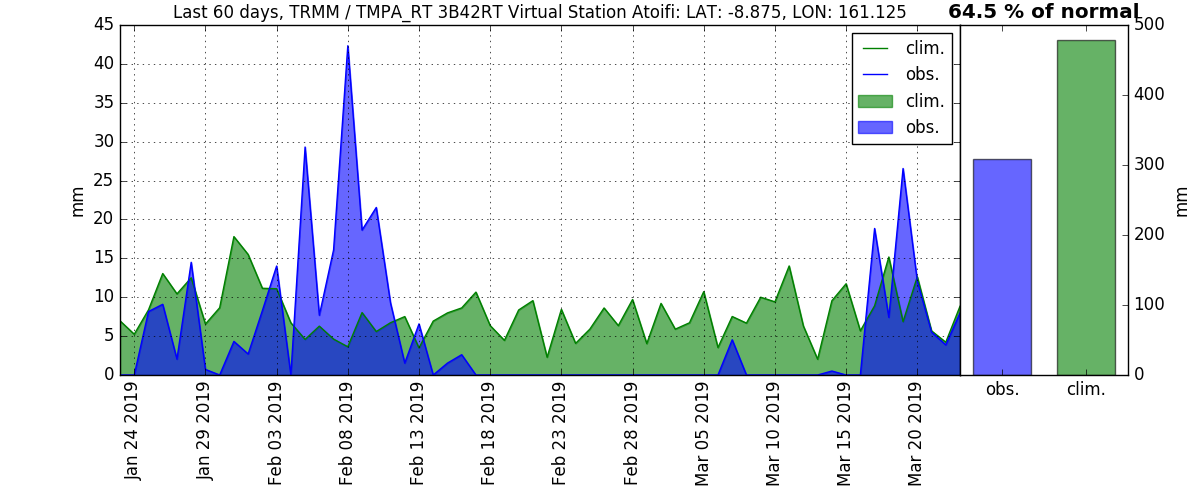 Last 60 days, TRMM / TMPA_RT 3B42RT Virtual Station Atoifi: LAT: -8.875, LON: 161.125
64.5 % of normal
45
40
35
30
25
20
15
10
5
0
mm
clim.
obs.
clim.
obs.
500
400
300
200
100
0
mm
obs.
clim.
Jan 24 2019
Jan 29 2019
Feb 03 2019
Feb 08 2019
Feb 13 2019
Feb 18 2019
Feb 23 2019
Feb 28 2019
Mar 05 2019
Mar 10 2019
Mar 15 2019
Mar 20 2019